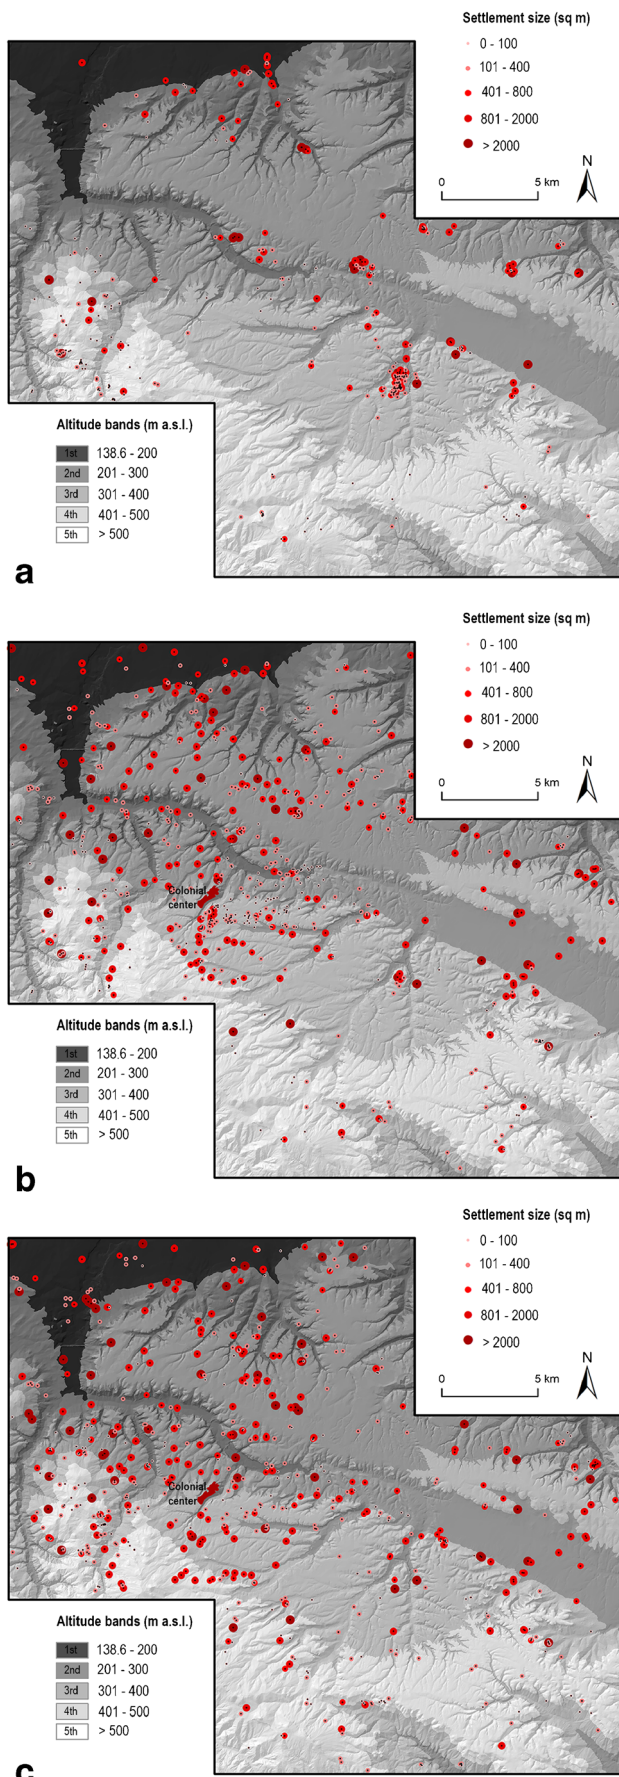 Settlement size (sq m)
0 - 100
101 - 400
401 - 800
801 - 2000
> 2000
N
0 5 km
Altitude bands (m a.s.l.)
1st 138.6 - 200
2nd 201 - 300
3rd 301 - 400
4th 401 - 500
5th > 500
a
Settlement size (sq m)
0 - 100
101 - 400
401 - 800
801 - 2000
> 2000
N
0 5 km
Colonial
center
Altitude bands (m a.s.l.)
1st 138.6 - 200
2nd 201 - 300
3rd 301 - 400
4th 401 - 500
5th > 500
b
Settlement size (sq m)
0 - 100
101 - 400
401 - 800
801 - 2000
> 2000
N
0 5 km
Colonial
center
Altitude bands (m a.s.l.)
1st 138.6 - 200
2nd 201 - 300
3rd 301 - 400
4th 401 - 500
5th > 500
c